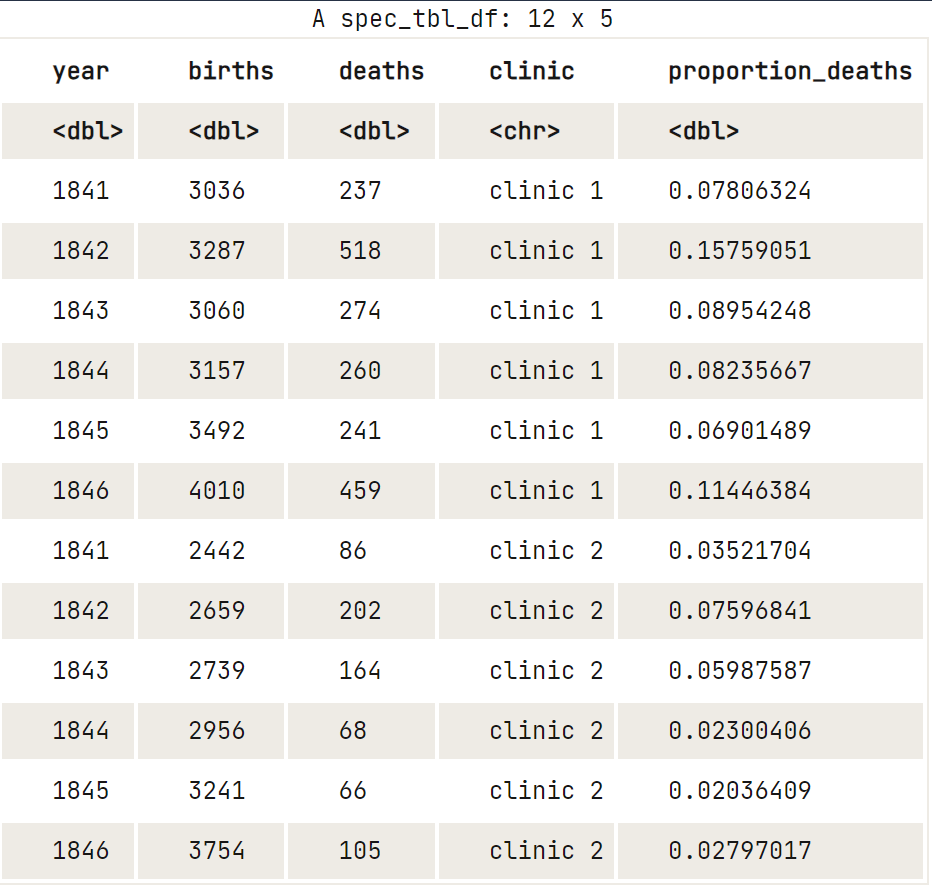 A spec_tbl_df: 12 x 5
year births deaths clinic proportion_deaths
<dbl> <dbl> <dbl> <chr> <dbl>
1841 3036 237 clinic 1 0.07806324
1842 3287 518 clinic 1 0.15759051
1843 3060 274 clinic 1 0.08954248
1844 3157 260 clinic 1 0.08235667
1845 3492 241 clinic 1 0.06901489
1846 4010 459 clinic 1 0.11446384
1841 2442 86 clinic 2 0.03521704
1842 2659 202 clinic 2 0.07596841
1843 2739 164 clinic 2 0.05987587
1844 2956 68 clinic 2 0.02300406
1845 3241 66 clinic 2 0.02036409
1846 3754 105 clinic 2 0.02797017